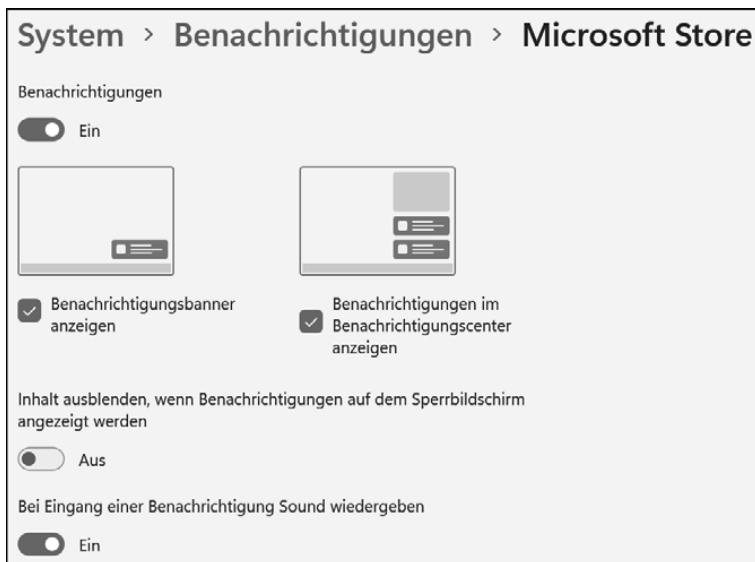 System > Benachrichtigungen > Microsoft Store
Benachrichtigungen
Ein
Benachrichtigungsbanner
anzeigen
Benachrichtigungen im
Benachrichtigungscenter
anzeigen
Inhalt ausblenden, wenn Benachrichtigungen auf dem Sperrbildschirm
angezeigt werden
Aus
Bei Eingang einer Benachrichtigung Sound wiedergeben
Ein